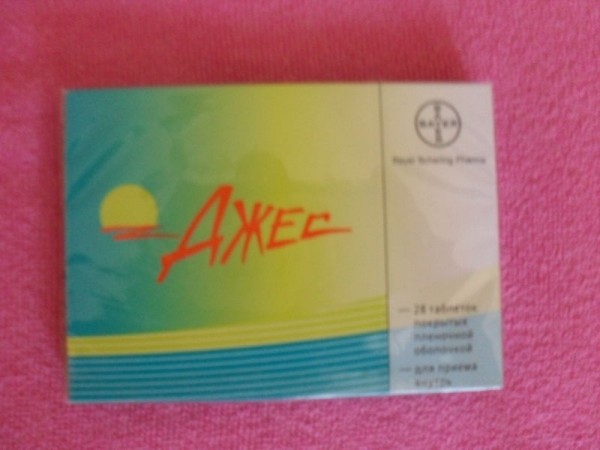 Джес
BAYER
Bayer Schering Pharma
— 28 таблеток
покрытых
пленочной
оболочкой
— для приема
внутрь